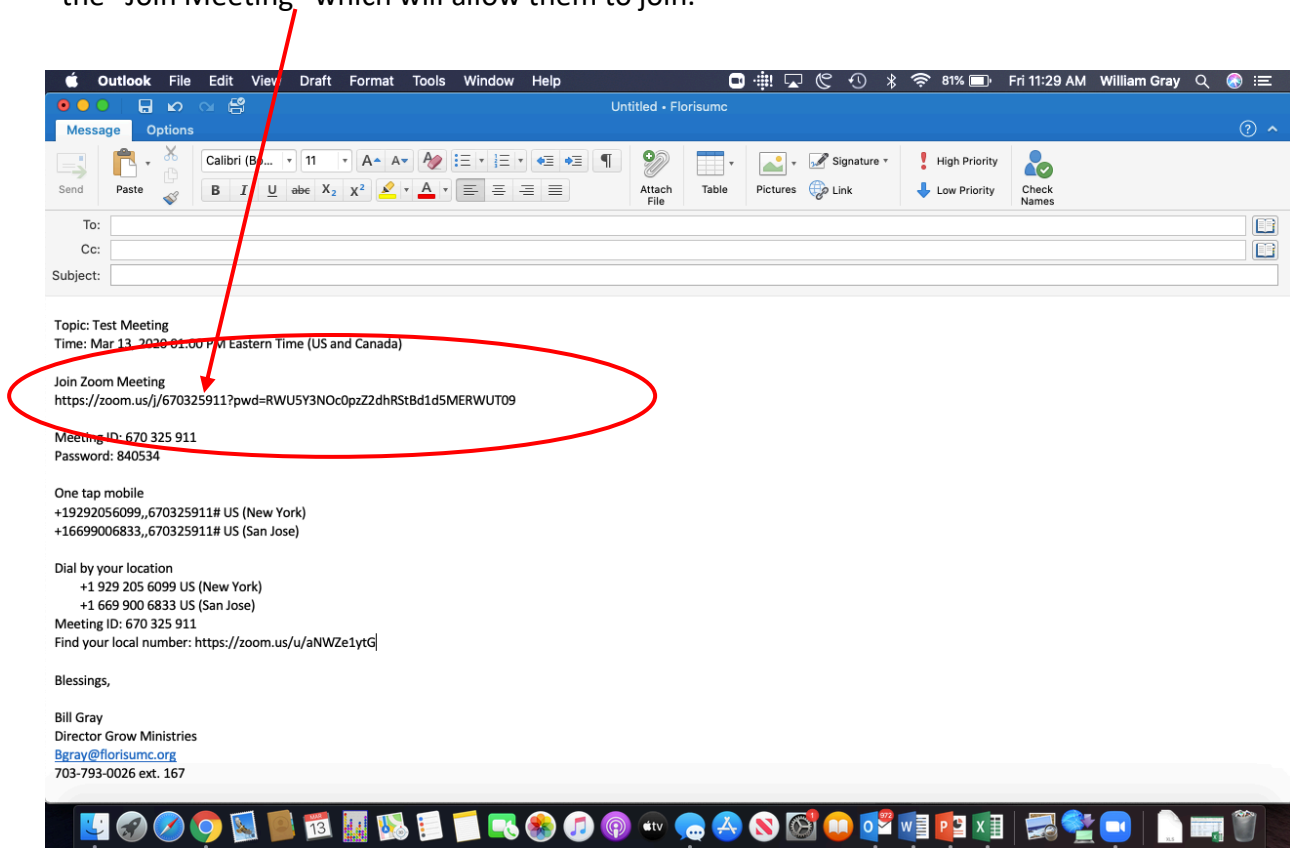 the "Join Meeting" which will allow them to join.
Outlook File Edit View Draft Format Tools Window Help 81% Fri 11:29 AM William Gray
Untitled • Florisumc
Message Options
Calibri (Bo... 11 A A Signature High Priority
Send Paste B I U abc X₂ X² A Attach File Table Pictures Link Low Priority Check Names
To:
Cc:
Subject:
Topic: Test Meeting
Time: Mar 13, 2020 01:00 PM Eastern Time (US and Canada)
Join Zoom Meeting
https://zoom.us/j/670325911?pwd=RWU5Y3NOc0pzZ2dhRStBd1d5MERWUT09
Meeting ID: 670 325 911
Password: 840534
One tap mobile
+19292056099,,670325911# US (New York)
+16699006833,,670325911# US (San Jose)
Dial by your location
+1 929 205 6099 US (New York)
+1 669 900 6833 US (San Jose)
Meeting ID: 670 325 911
Find your local number: https://zoom.us/u/aNWZe1ytG
Blessings,
Bill Gray
Director Grow Ministries
Bgray@florisumc.org
703-793-0026 ext. 167